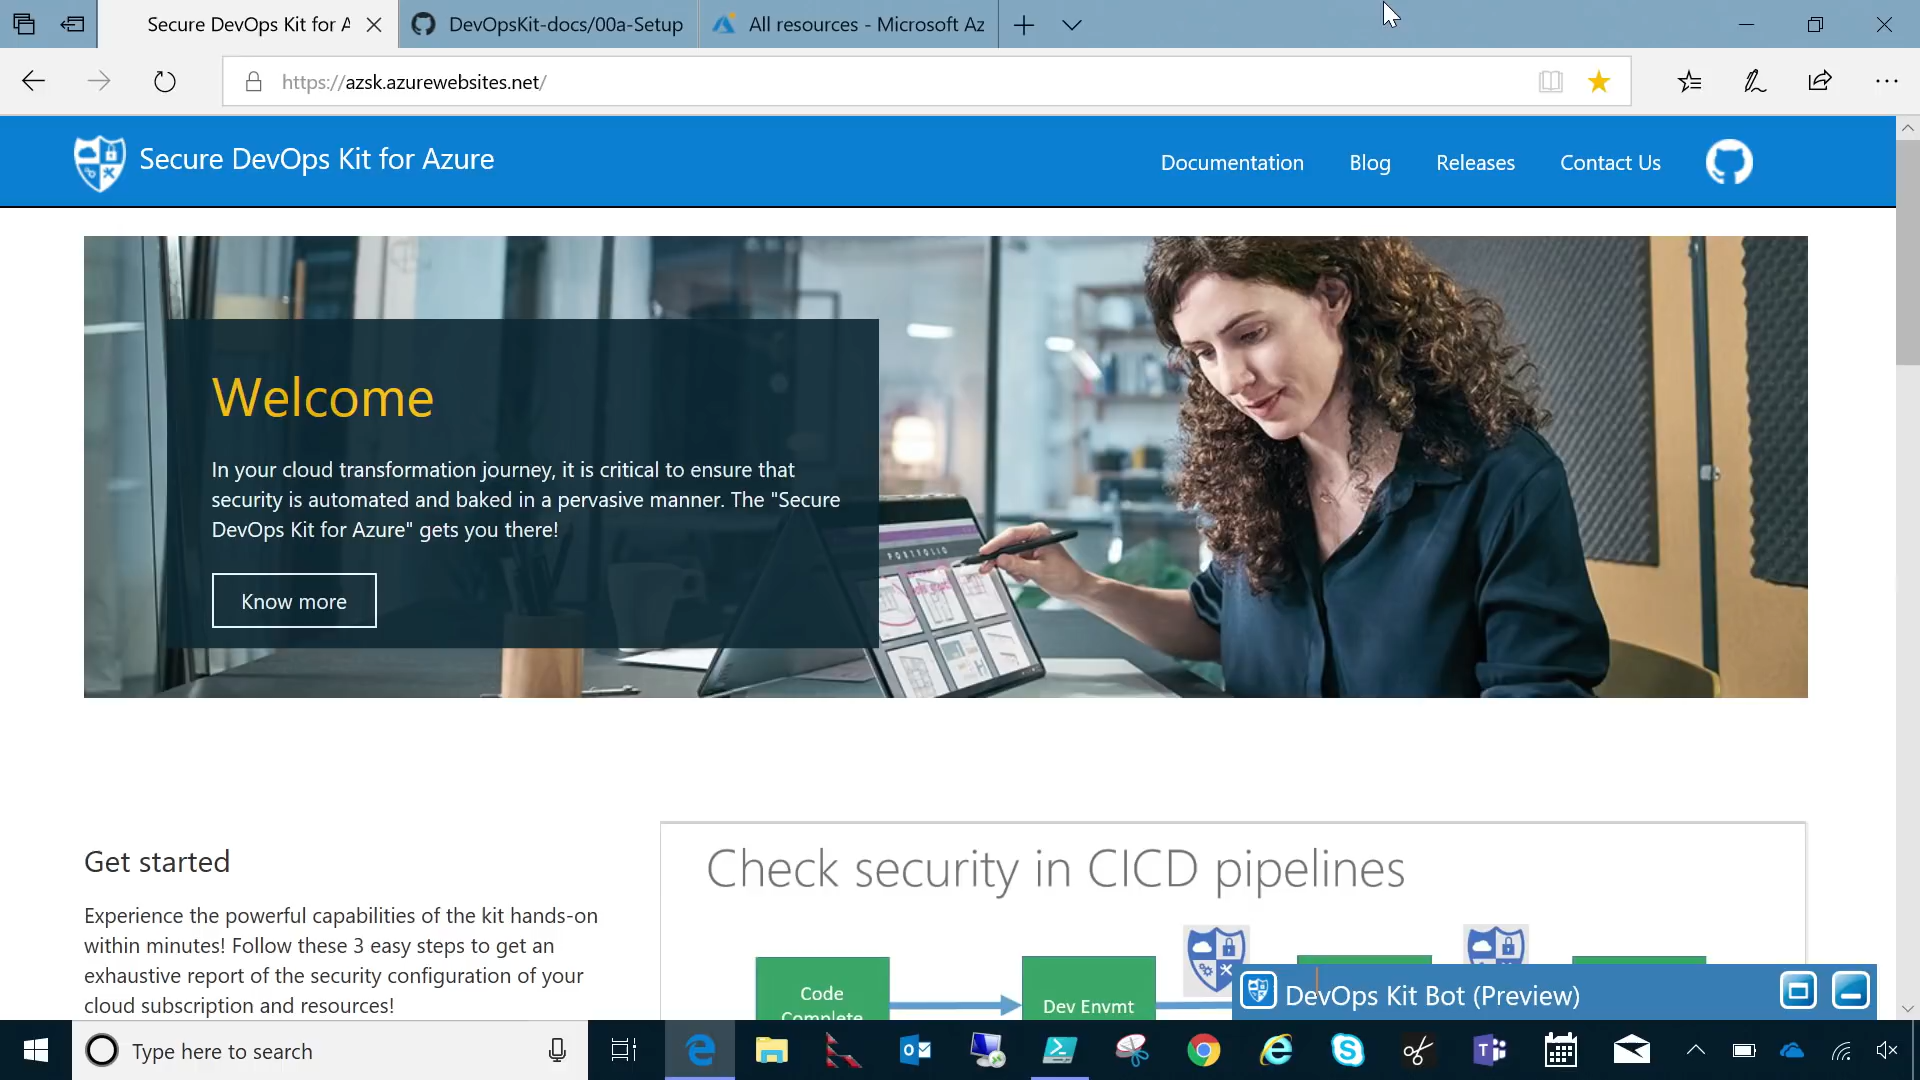 Secure DevOps Kit for A
DevOpsKit-docs/00a-Setup
All resources - Microsoft Az
https://azsk.azurewebsites.net/
Secure DevOps Kit for Azure
Documentation
Blog
Releases
Contact Us
Welcome
In your cloud transformation journey, it is critical to ensure that
security is automated and baked in a pervasive manner. The "Secure
DevOps Kit for Azure" gets you there!
Know more
PORTFOLIO
Get started
Experience the powerful capabilities of the kit hands-on
within minutes! Follow these 3 easy steps to get an
exhaustive report of the security configuration of your
cloud subscription and resources!
Check security in CICD pipelines
Code
Complete
Dev Envmt
DevOps Kit Bot (Preview)
Type here to search